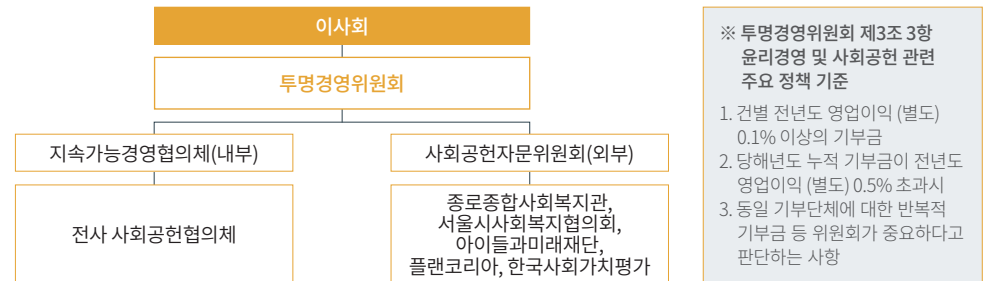 이사회
투명경영위원회
지속가능경영협의체(내부)
사회공헌자문위원회(외부)
전사 사회공헌협의체
종로종합사회복지관,
서울시사회복지협의회,
아이들과미래재단,
플랜코리아, 한국사회가치평가
※ 투명경영위원회 제3조 3항
윤리경영 및 사회공헌 관련
주요 정책 기준
1. 건별 전년도 영업이익 (별도)
0.1% 이상의 기부금
2. 당해년도 누적 기부금이 전년도
영업이익 (별도) 0.5% 초과시
3. 동일 기부단체에 대한 반복적
기부금 등 위원회가 중요하다고
판단하는 사항